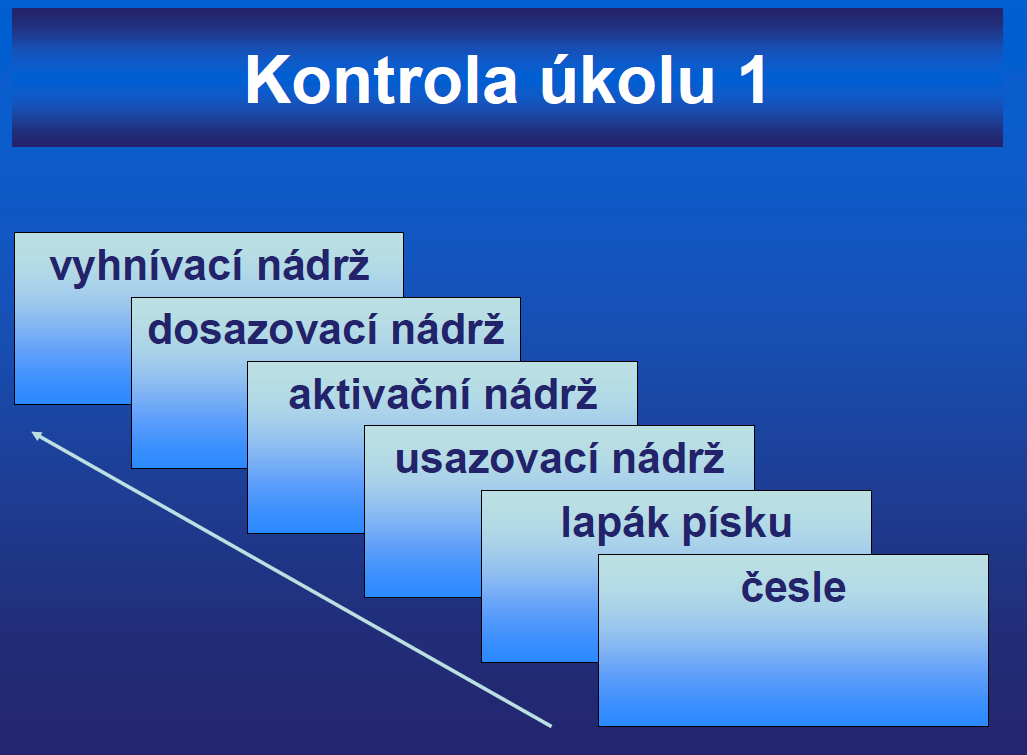 Kontrola úkolu 1
vyhnívací nádrž
dosazovací nádrž
aktivační nádrž
usazovací nádrž
lapák písku
česle